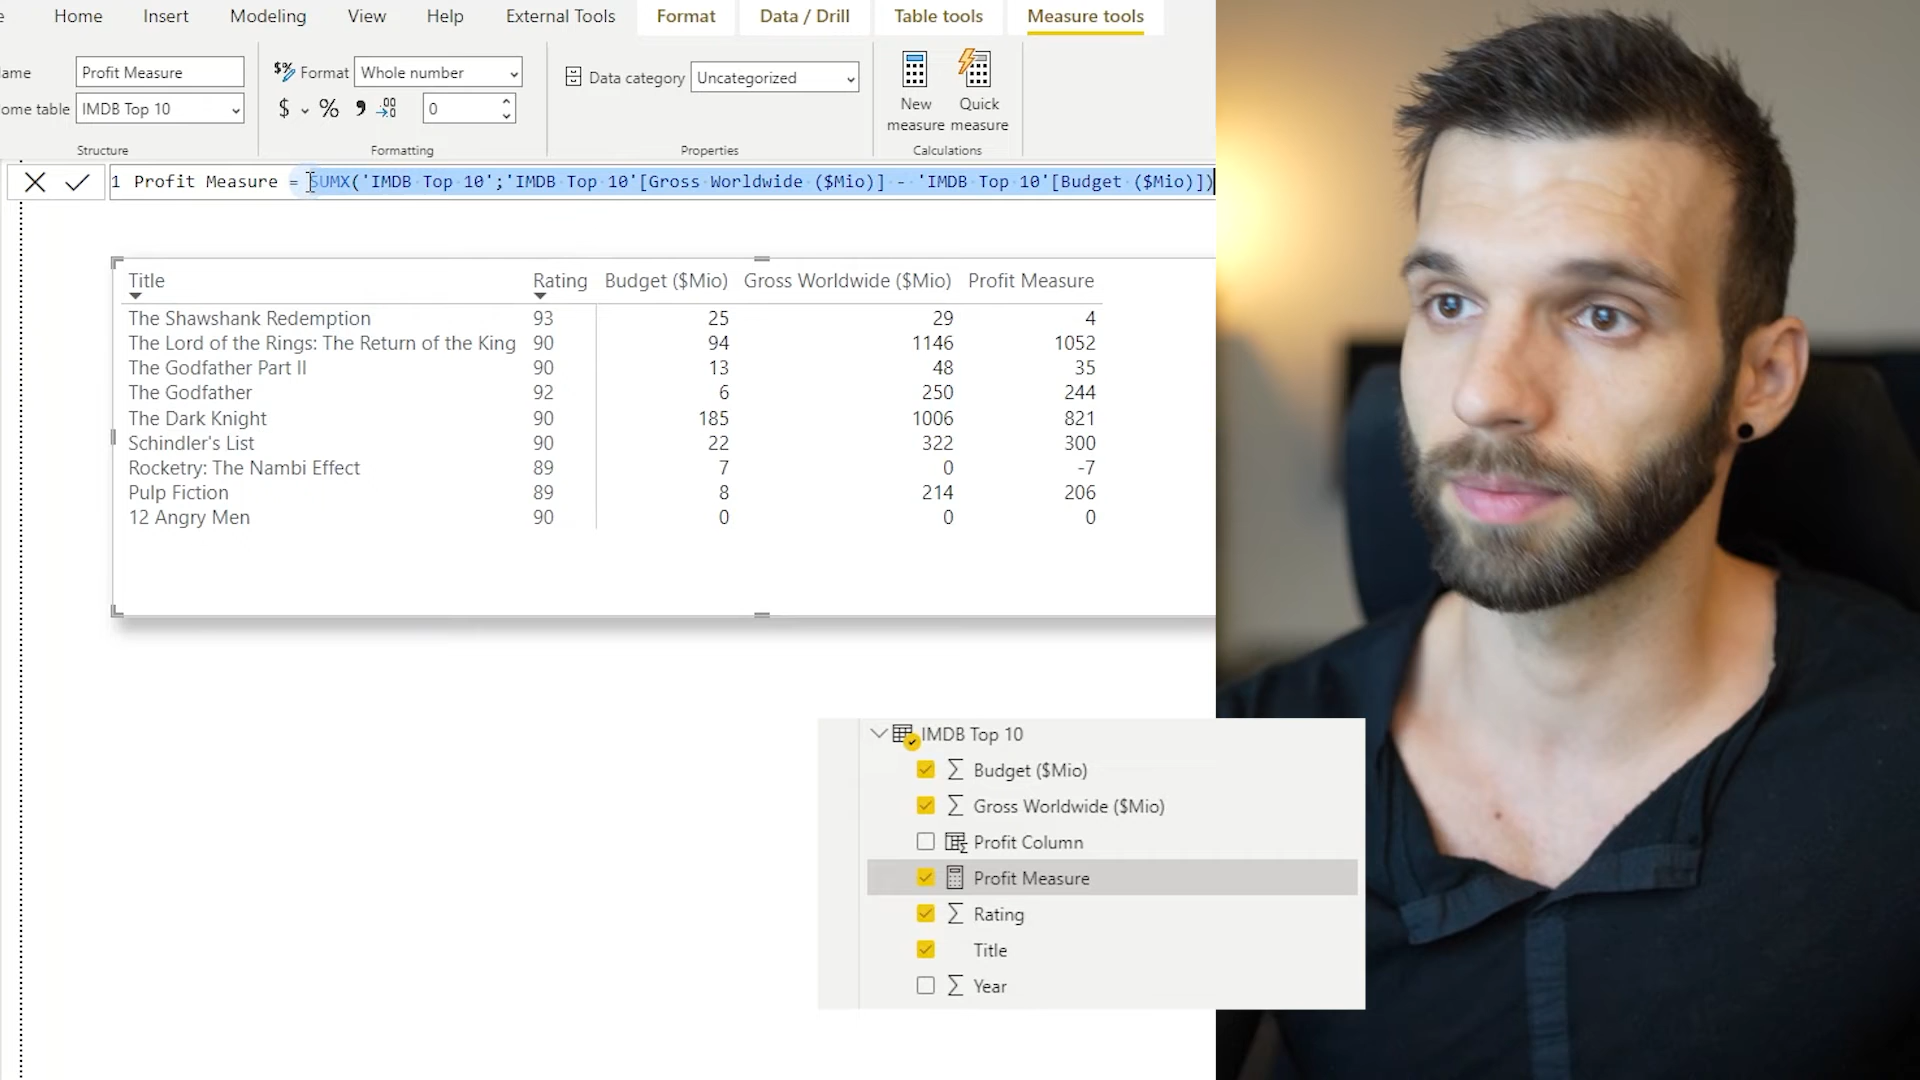 Home Insert Modeling View Help External Tools Format Data / Drill Table tools Measure tools
ame Profit Measure
$% Format Whole number
Data category Uncategorized
New measure
Quick measure
ome table IMDB Top 10
$ % 9 .00 0
Structure Formatting Properties Calculations
1 Profit Measure = SUMX('IMDB Top 10';'IMDB Top 10'[Gross Worldwide ($Mio)] - 'IMDB Top 10'[Budget ($Mio)])
Title Rating Budget ($Mio) Gross Worldwide ($Mio) Profit Measure
The Shawshank Redemption 93 25 29 4
The Lord of the Rings: The Return of the King 90 94 1146 1052
The Godfather Part II 90 13 48 35
The Godfather 92 6 250 244
The Dark Knight 90 185 1006 821
Schindler's List 90 22 322 300
Rocketry: The Nambi Effect 89 7 0 -7
Pulp Fiction 89 8 214 206
12 Angry Men 90 0 0 0
IMDB Top 10
Budget ($Mio)
Gross Worldwide ($Mio)
Profit Column
Profit Measure
Rating
Title
Year